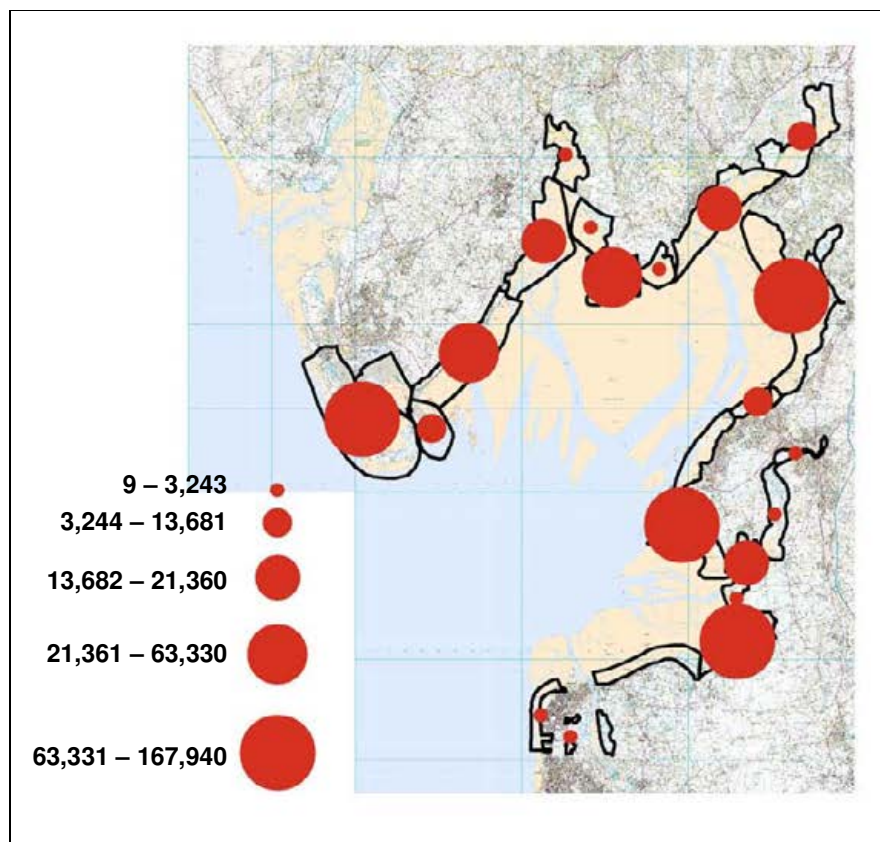 9 – 3,243
3,244 – 13,681
13,682 – 21,360
21,361 – 63,330
63,331 – 167,940